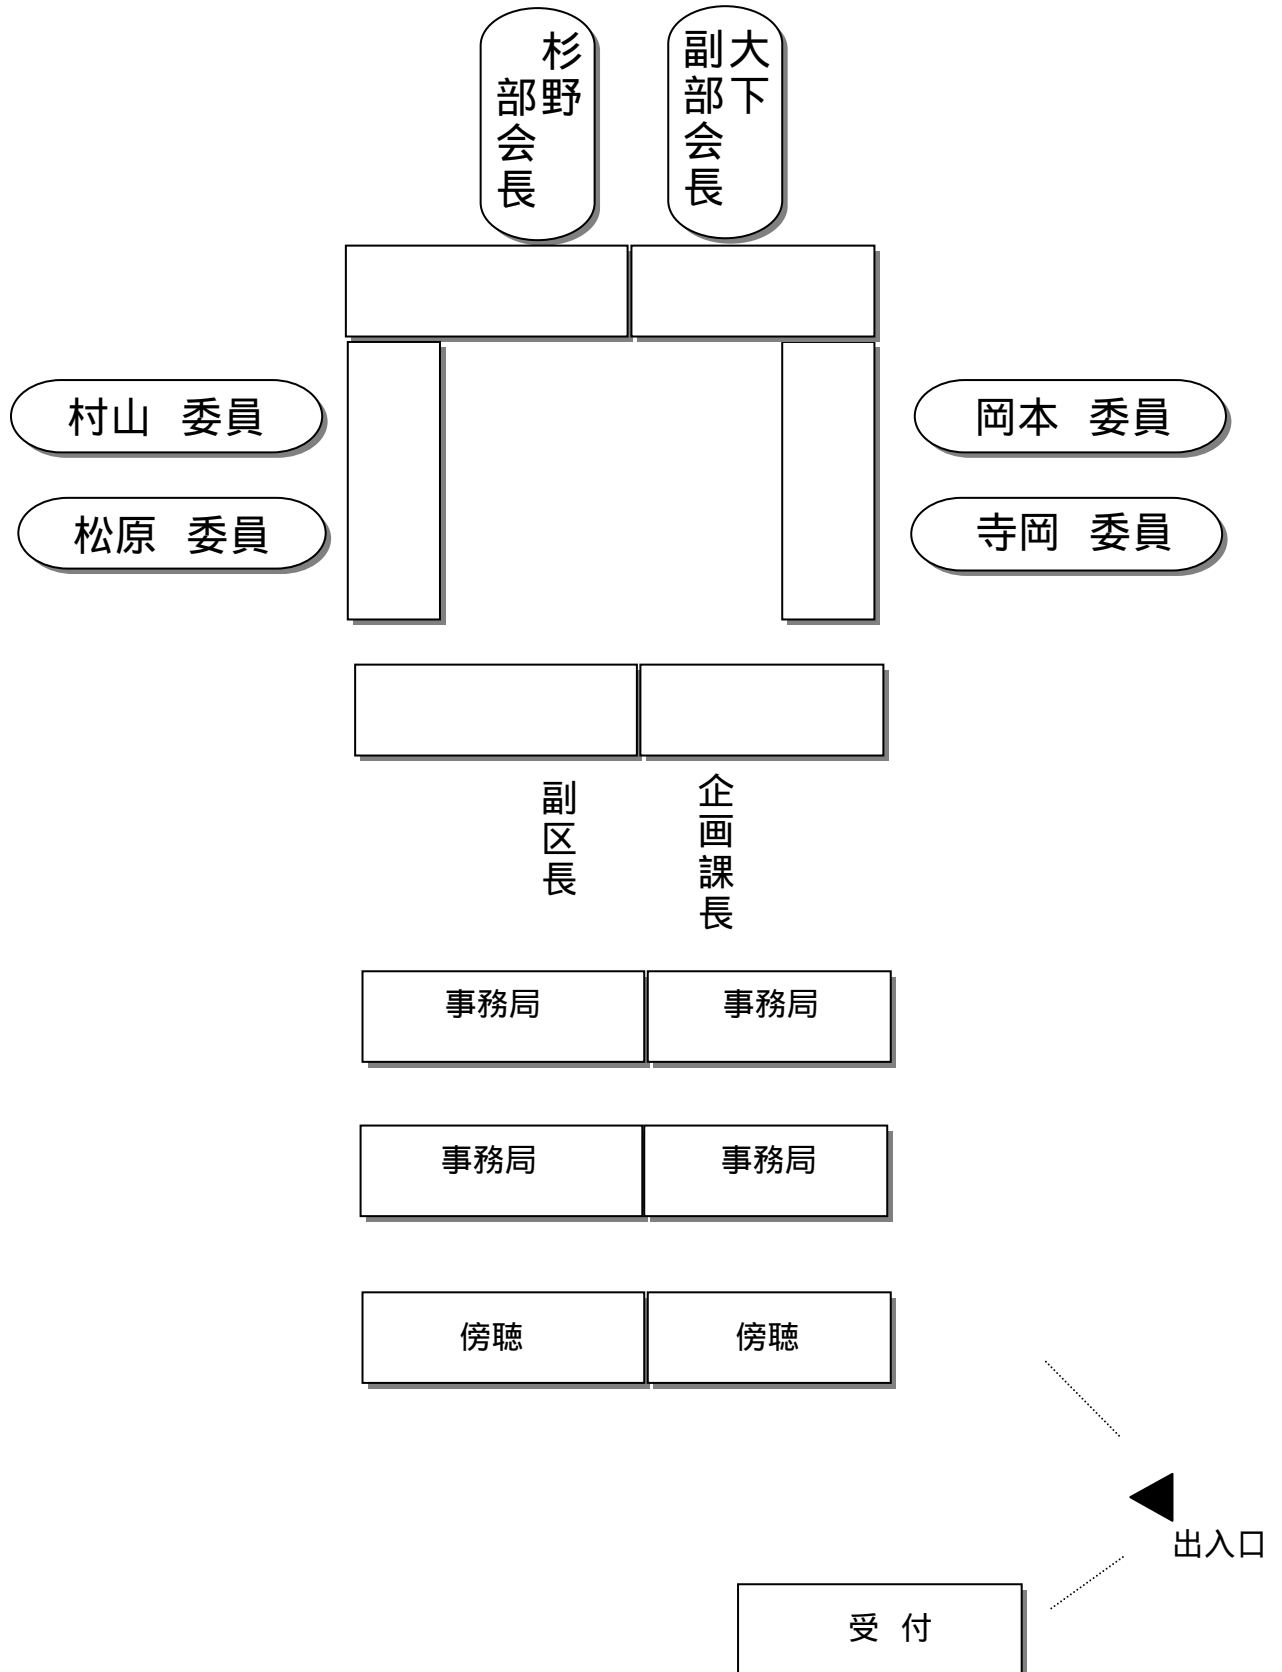 杉野
部会長
大下
副部会長
村山 委員
岡本 委員
松原 委員
寺岡 委員
副区長
企画課長
事務局
事務局
事務局
事務局
傍聴
傍聴
出入口
受 付